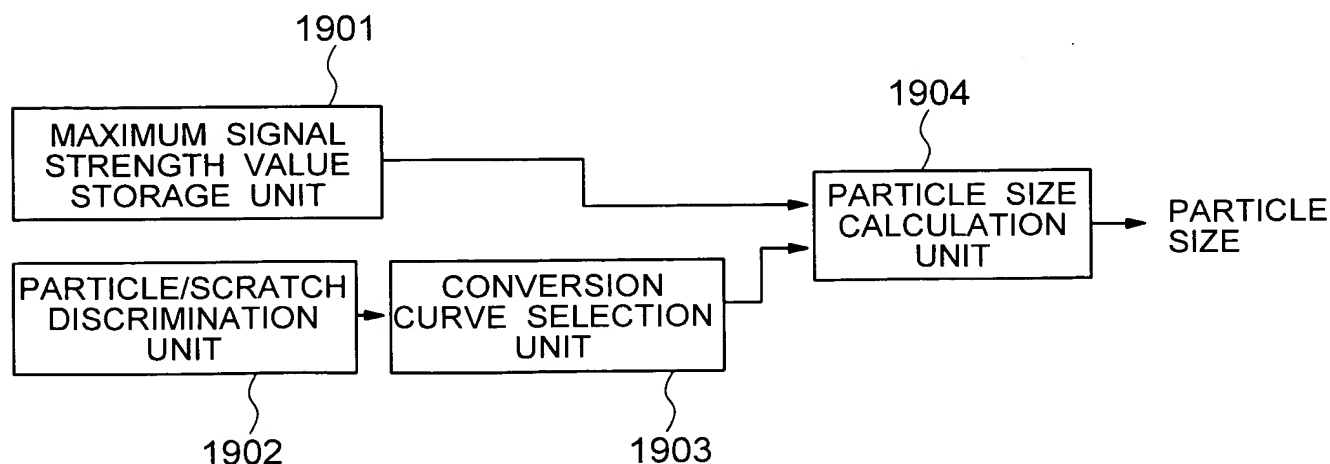 1901
MAXIMUM SIGNAL
STRENGTH VALUE
STORAGE UNIT
1904
PARTICLE SIZE
CALCULATION
UNIT
PARTICLE
SIZE
PARTICLE/SCRATCH
DISCRIMINATION
UNIT
1902
CONVERSION
CURVE SELECTION
UNIT
1903